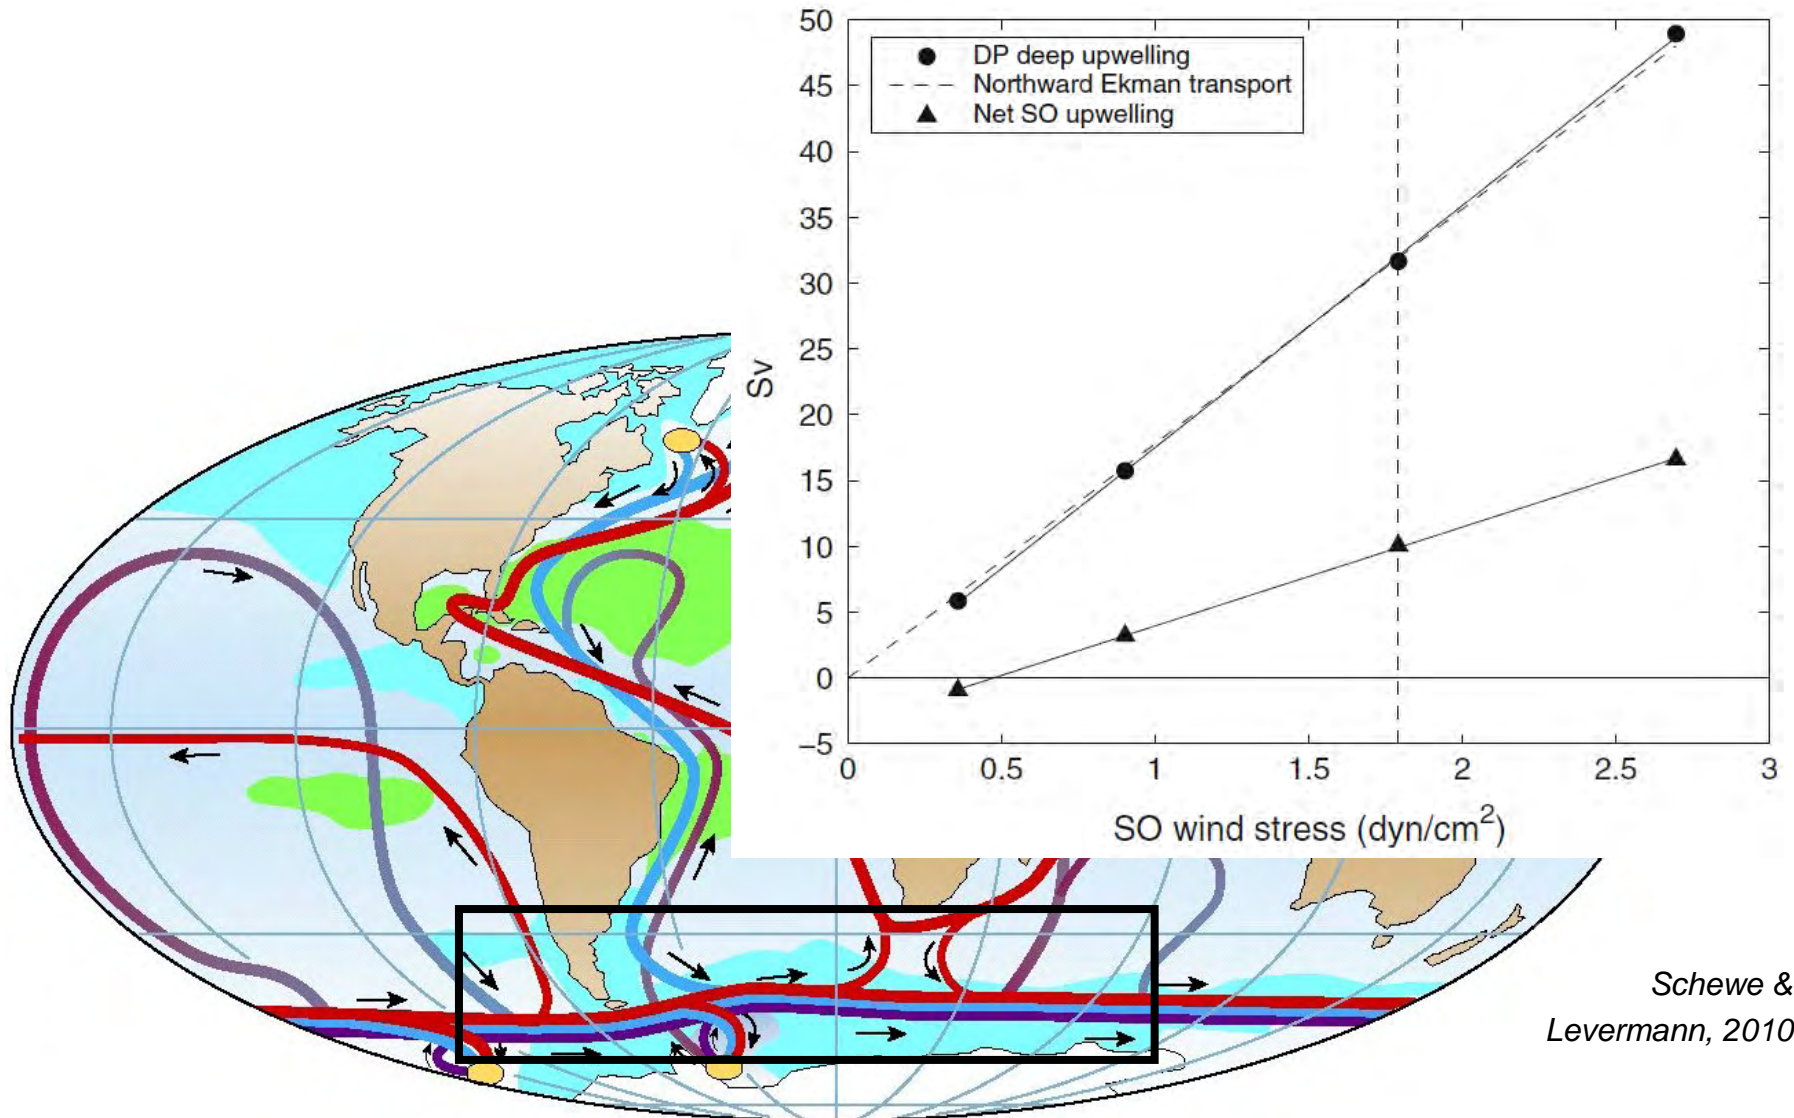 50
45
40
35
30
25
20
15
10
5
0
−5
Sv
DP deep upwelling
Northward Ekman transport
Net SO upwelling
0 0.5 1 1.5 2 2.5 3
SO wind stress (dyn/cm²)
Schewe &
Levermann, 2010